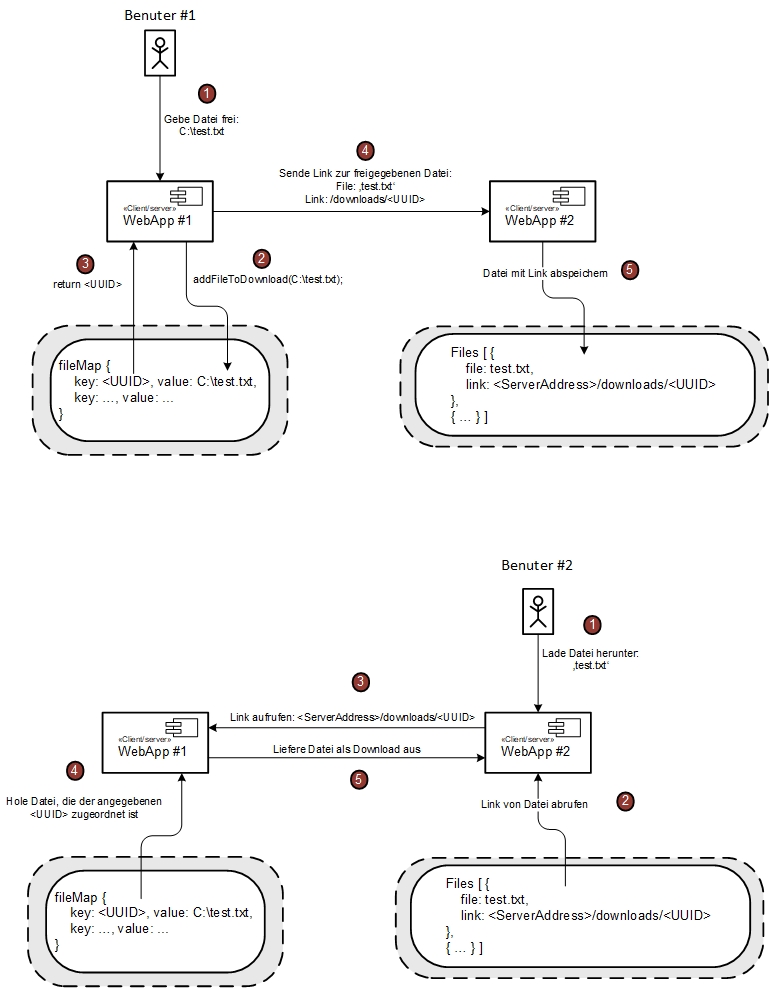 Benuter #1
1
Gebe Datei frei:
C:\test.txt
4
Sende Link zur freigegebenen Datei:
File: ‚test.txt‘
Link: /downloads/<UUID>
«Client/server»
WebApp #1
«Client/server»
WebApp #2
3
return <UUID>
2
addFileToDownload(C:\test.txt);
Datei mit Link abspeichern
5
fileMap {
key: <UUID>, value: C:\test.txt,
key: ..., value: ...
}
Files [ {
file: test.txt,
link: <ServerAddress>/downloads/<UUID>
},
{ ... } ]
Benuter #2
1
Lade Datei herunter:
‚test.txt‘
3
Link aufrufen: <ServerAddress>/downloads/<UUID>
«Client/server»
WebApp #1
Liefere Datei als Download aus
5
«Client/server»
WebApp #2
4
Hole Datei, die der angegebenen
<UUID> zugeordnet ist
Link von Datei abrufen
2
fileMap {
key: <UUID>, value: C:\test.txt,
key: ..., value: ...
}
Files [ {
file: test.txt,
link: <ServerAddress>/downloads/<UUID>
},
{ ... } ]